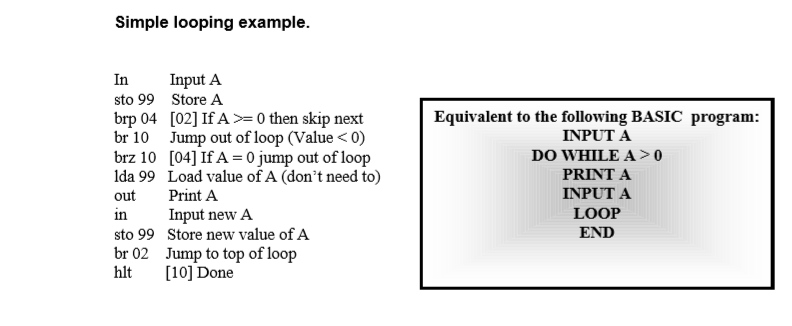 Simple looping example.
In Input A
sto 99 Store A
brp 04 [02] If A >= 0 then skip next
br 10 Jump out of loop (Value < 0)
brz 10 [04] If A = 0 jump out of loop
lda 99 Load value of A (don't need to)
out Print A
in Input new A
sto 99 Store new value of A
br 02 Jump to top of loop
hlt [10] Done
Equivalent to the following BASIC program:
INPUT A
DO WHILE A > 0
PRINT A
INPUT A
LOOP
END